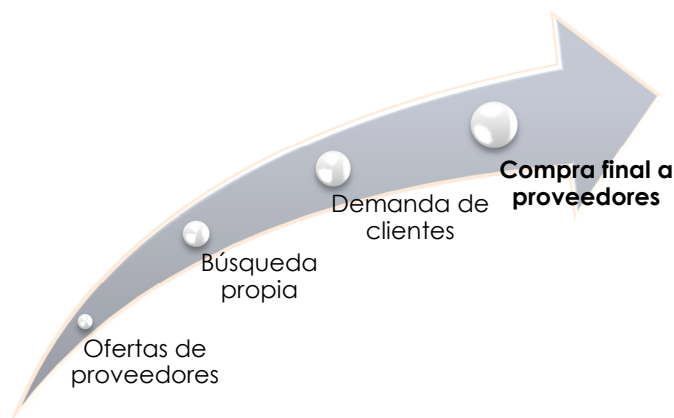 Ofertas de
proveedores
Búsqueda
propia
Demanda de
clientes
Compra final a
proveedores